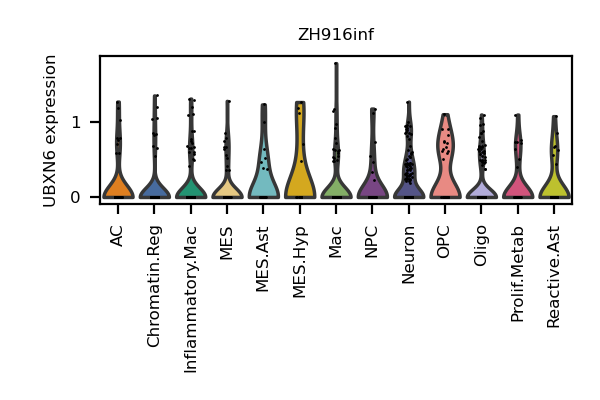 ZH916inf
UBXN6 expression
1
0
AC
Chromatin.Reg
Inflammatory.Mac
MES
MES.Ast
MES.Hyp
Mac
NPC
Neuron
OPC
Oligo
Prolif.Metab
Reactive.Ast